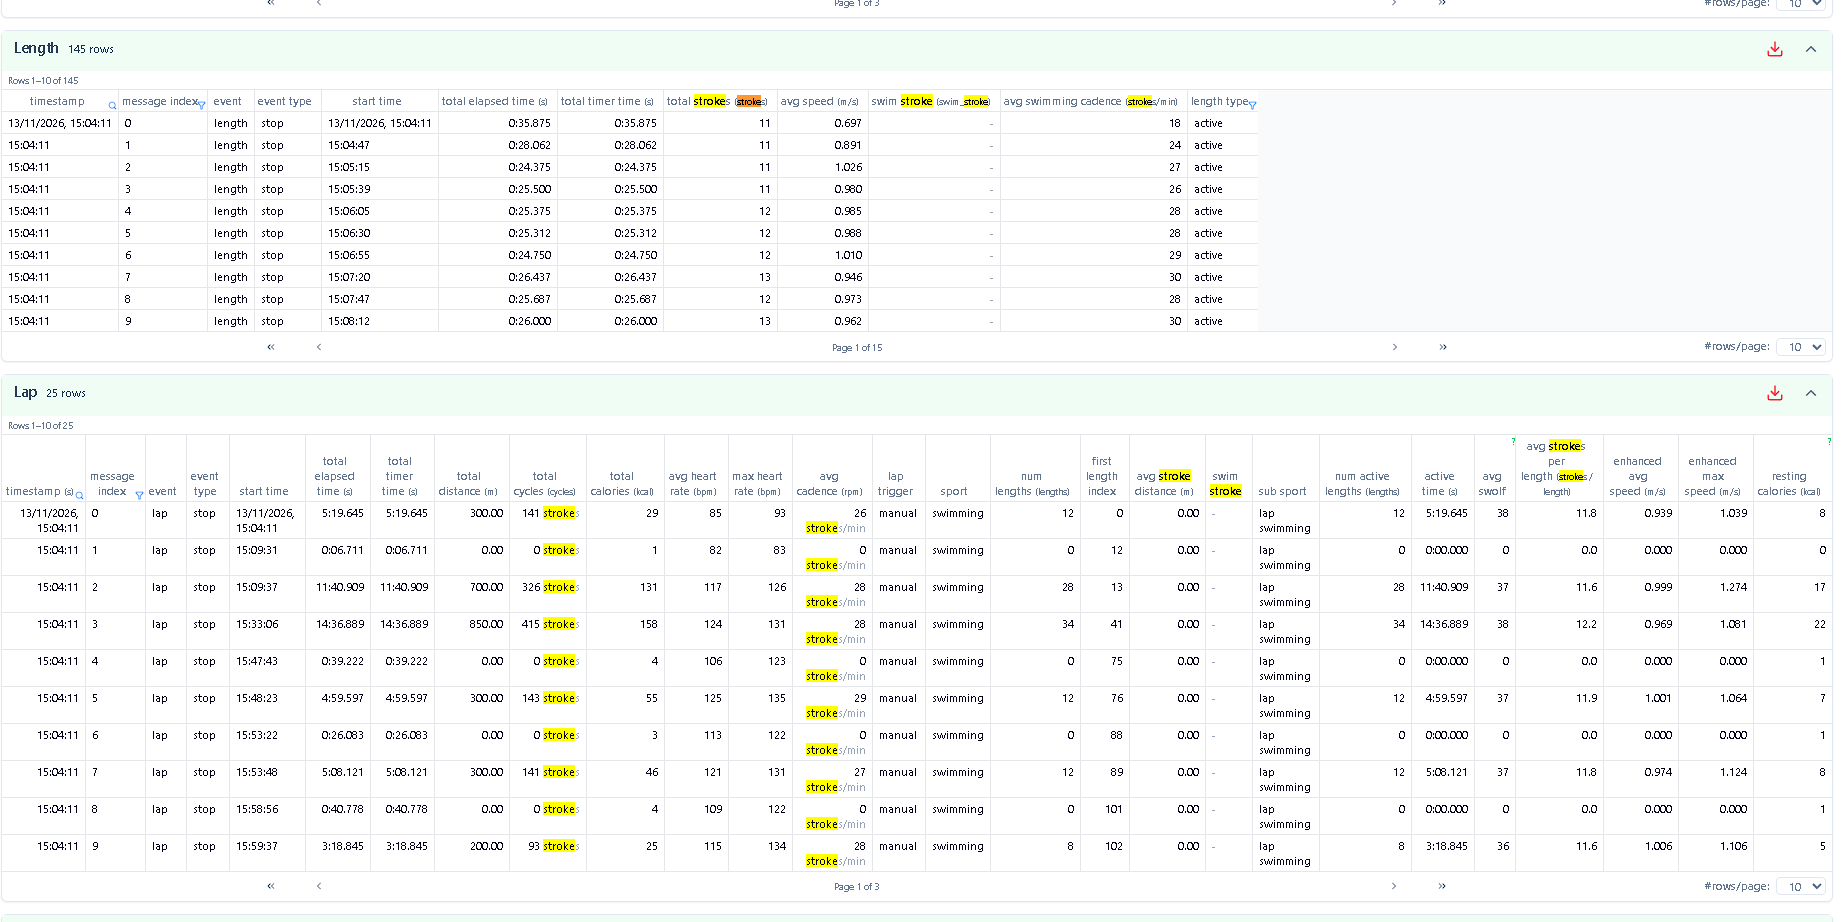 « ‹ Page 1 of 3 › » #rows/page: 10
Length 145 rows
Rows 1–10 of 145
timestamp message index event event type start time total elapsed time (s) total timer time (s) total strokes (strokes) avg speed (m/s) swim stroke (swim_stroke) avg swimming cadence (strokes/min) length type
13/11/2026, 15:04:11 0 length stop 13/11/2026, 15:04:11 0:35.875 0:35.875 11 0.697 - 18 active
15:04:11 1 length stop 15:04:47 0:28.062 0:28.062 11 0.891 - 24 active
15:04:11 2 length stop 15:05:15 0:24.375 0:24.375 11 1.026 - 27 active
15:04:11 3 length stop 15:05:39 0:25.500 0:25.500 11 0.980 - 26 active
15:04:11 4 length stop 15:06:05 0:25.375 0:25.375 12 0.985 - 28 active
15:04:11 5 length stop 15:06:30 0:25.312 0:25.312 12 0.988 - 28 active
15:04:11 6 length stop 15:06:55 0:24.750 0:24.750 12 1.010 - 29 active
15:04:11 7 length stop 15:07:20 0:26.437 0:26.437 13 0.946 - 30 active
15:04:11 8 length stop 15:07:47 0:25.687 0:25.687 12 0.973 - 28 active
15:04:11 9 length stop 15:08:12 0:26.000 0:26.000 13 0.962 - 30 active
« ‹ Page 1 of 15 › » #rows/page: 10
Lap 25 rows
Rows 1–10 of 25
timestamp (s) message index event event type start time total elapsed time (s) total timer time (s) total distance (m) total cycles (cycles) total calories (kcal) avg heart rate (bpm) max heart rate (bpm) avg cadence (rpm) lap trigger sport num lengths (lengths) first length index avg stroke distance (m) swim stroke sub sport num active lengths (lengths) active time (s) avg swolf ? avg strokes per length (strokes/length) enhanced avg speed (m/s) enhanced max speed (m/s) resting calories (kcal) ?
13/11/2026, 15:04:11 0 lap stop 13/11/2026, 15:04:11 5:19.645 5:19.645 300.00 141 strokes 29 85 93 26 strokes/min manual swimming 12 0 0.00 - lap swimming 12 5:19.645 38 11.8 0.939 1.039 8
15:04:11 1 lap stop 15:09:31 0:06.711 0:06.711 0.00 0 strokes 1 82 83 0 strokes/min manual swimming 0 12 0.00 - lap swimming 0 0:00.000 0 0.0 0.000 0.000 0
15:04:11 2 lap stop 15:09:37 11:40.909 11:40.909 700.00 326 strokes 131 117 126 28 strokes/min manual swimming 28 13 0.00 - lap swimming 28 11:40.909 37 11.6 0.999 1.274 17
15:04:11 3 lap stop 15:33:06 14:36.889 14:36.889 850.00 415 strokes 158 124 131 28 strokes/min manual swimming 34 41 0.00 - lap swimming 34 14:36.889 38 12.2 0.969 1.081 22
15:04:11 4 lap stop 15:47:43 0:39.222 0:39.222 0.00 0 strokes 4 106 123 0 strokes/min manual swimming 0 75 0.00 - lap swimming 0 0:00.000 0 0.0 0.000 0.000 1
15:04:11 5 lap stop 15:48:23 4:59.597 4:59.597 300.00 143 strokes 55 125 135 29 strokes/min manual swimming 12 76 0.00 - lap swimming 12 4:59.597 37 11.9 1.001 1.064 7
15:04:11 6 lap stop 15:53:22 0:26.083 0:26.083 0.00 0 strokes 3 113 122 0 strokes/min manual swimming 0 88 0.00 - lap swimming 0 0:00.000 0 0.0 0.000 0.000 1
15:04:11 7 lap stop 15:53:48 5:08.121 5:08.121 300.00 141 strokes 46 121 131 27 strokes/min manual swimming 12 89 0.00 - lap swimming 12 5:08.121 37 11.8 0.974 1.124 8
15:04:11 8 lap stop 15:58:56 0:40.778 0:40.778 0.00 0 strokes 4 109 122 0 strokes/min manual swimming 0 101 0.00 - lap swimming 0 0:00.000 0 0.0 0.000 0.000 1
15:04:11 9 lap stop 15:59:37 3:18.845 3:18.845 200.00 93 strokes 25 115 134 28 strokes/min manual swimming 8 102 0.00 - lap swimming 8 3:18.845 36 11.6 1.006 1.106 5
« ‹ Page 1 of 3 › » #rows/page: 10